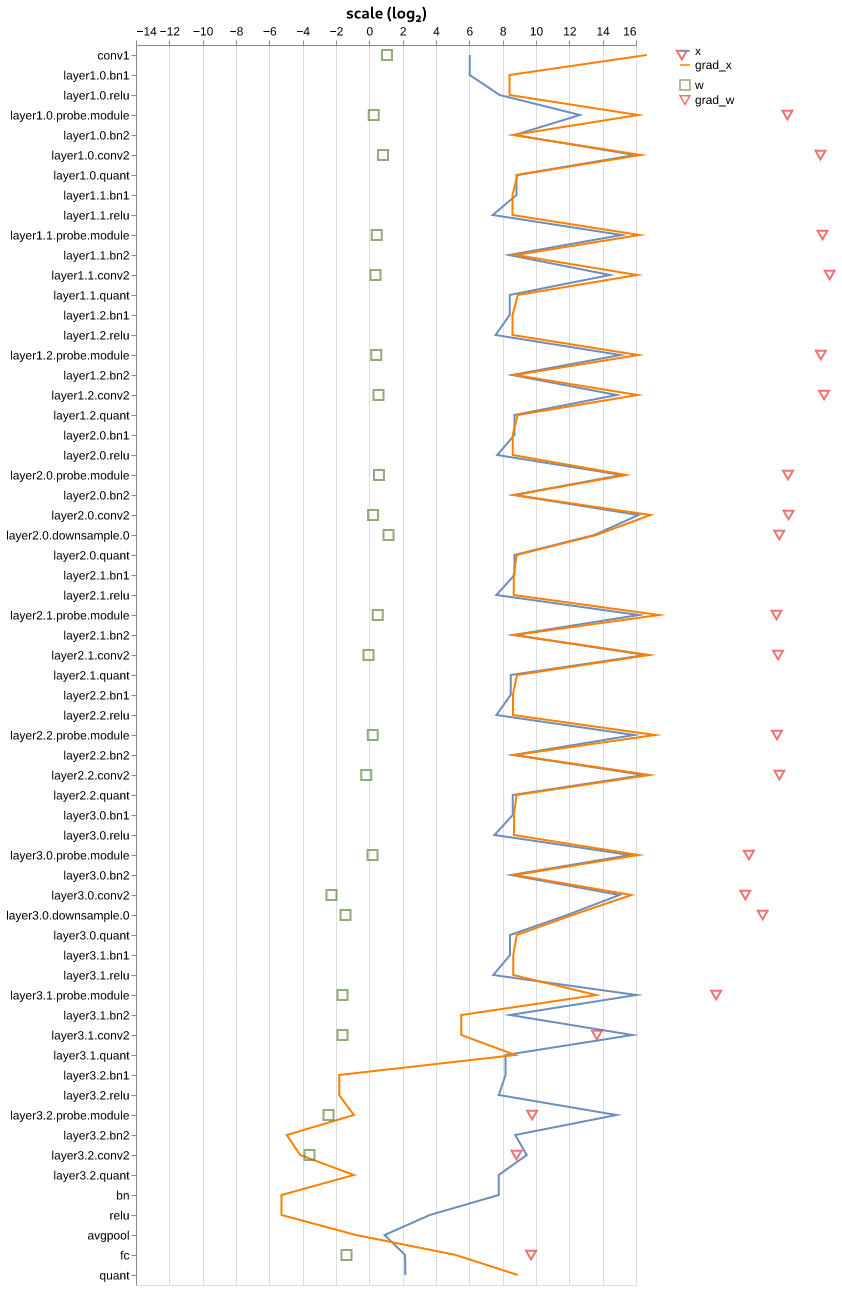 scale (log₂)
−14 −12 −10 −8 −6 −4 −2 0 2 4 6 8 10 12 14 16
x
grad_x
w
grad_w
conv1
layer1.0.bn1
layer1.0.relu
layer1.0.probe.module
layer1.0.bn2
layer1.0.conv2
layer1.0.quant
layer1.1.bn1
layer1.1.relu
layer1.1.probe.module
layer1.1.bn2
layer1.1.conv2
layer1.1.quant
layer1.2.bn1
layer1.2.relu
layer1.2.probe.module
layer1.2.bn2
layer1.2.conv2
layer1.2.quant
layer2.0.bn1
layer2.0.relu
layer2.0.probe.module
layer2.0.bn2
layer2.0.conv2
layer2.0.downsample.0
layer2.0.quant
layer2.1.bn1
layer2.1.relu
layer2.1.probe.module
layer2.1.bn2
layer2.1.conv2
layer2.1.quant
layer2.2.bn1
layer2.2.relu
layer2.2.probe.module
layer2.2.bn2
layer2.2.conv2
layer2.2.quant
layer3.0.bn1
layer3.0.relu
layer3.0.probe.module
layer3.0.bn2
layer3.0.conv2
layer3.0.downsample.0
layer3.0.quant
layer3.1.bn1
layer3.1.relu
layer3.1.probe.module
layer3.1.bn2
layer3.1.conv2
layer3.1.quant
layer3.2.bn1
layer3.2.relu
layer3.2.probe.module
layer3.2.bn2
layer3.2.conv2
layer3.2.quant
bn
relu
avgpool
fc
quant